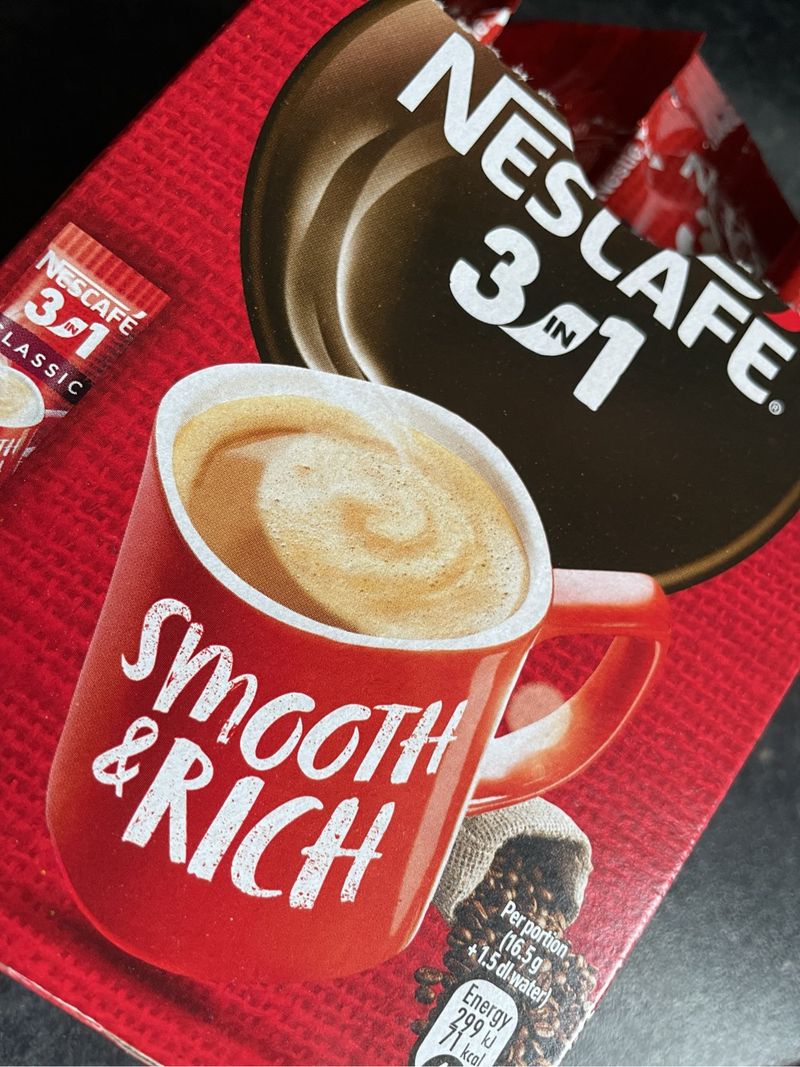 NESCAFÉ®
3 IN 1
NESCAFÉ
3 IN 1
CLASSIC
SMOOTH
& RICH
Per portion
(16.5 g
+ 1.5 dl water)
Energy
299 kJ
71 kcal